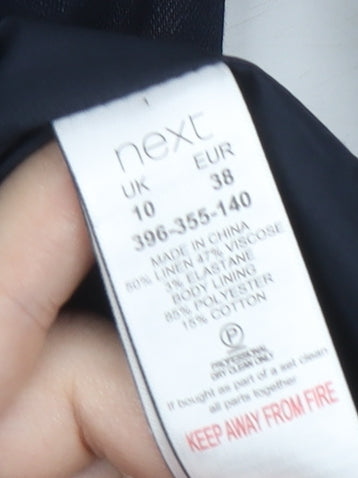 next
UK EUR
10 38
396-355-140
MADE IN CHINA
50% LINEN 47% VISCOSE
3% ELASTANE
BODY LINING
85% POLYESTER
15% COTTON
P
PROFESSIONAL
DRY CLEAN ONLY
If bought as part of a set clean
all parts together
KEEP AWAY FROM FIRE